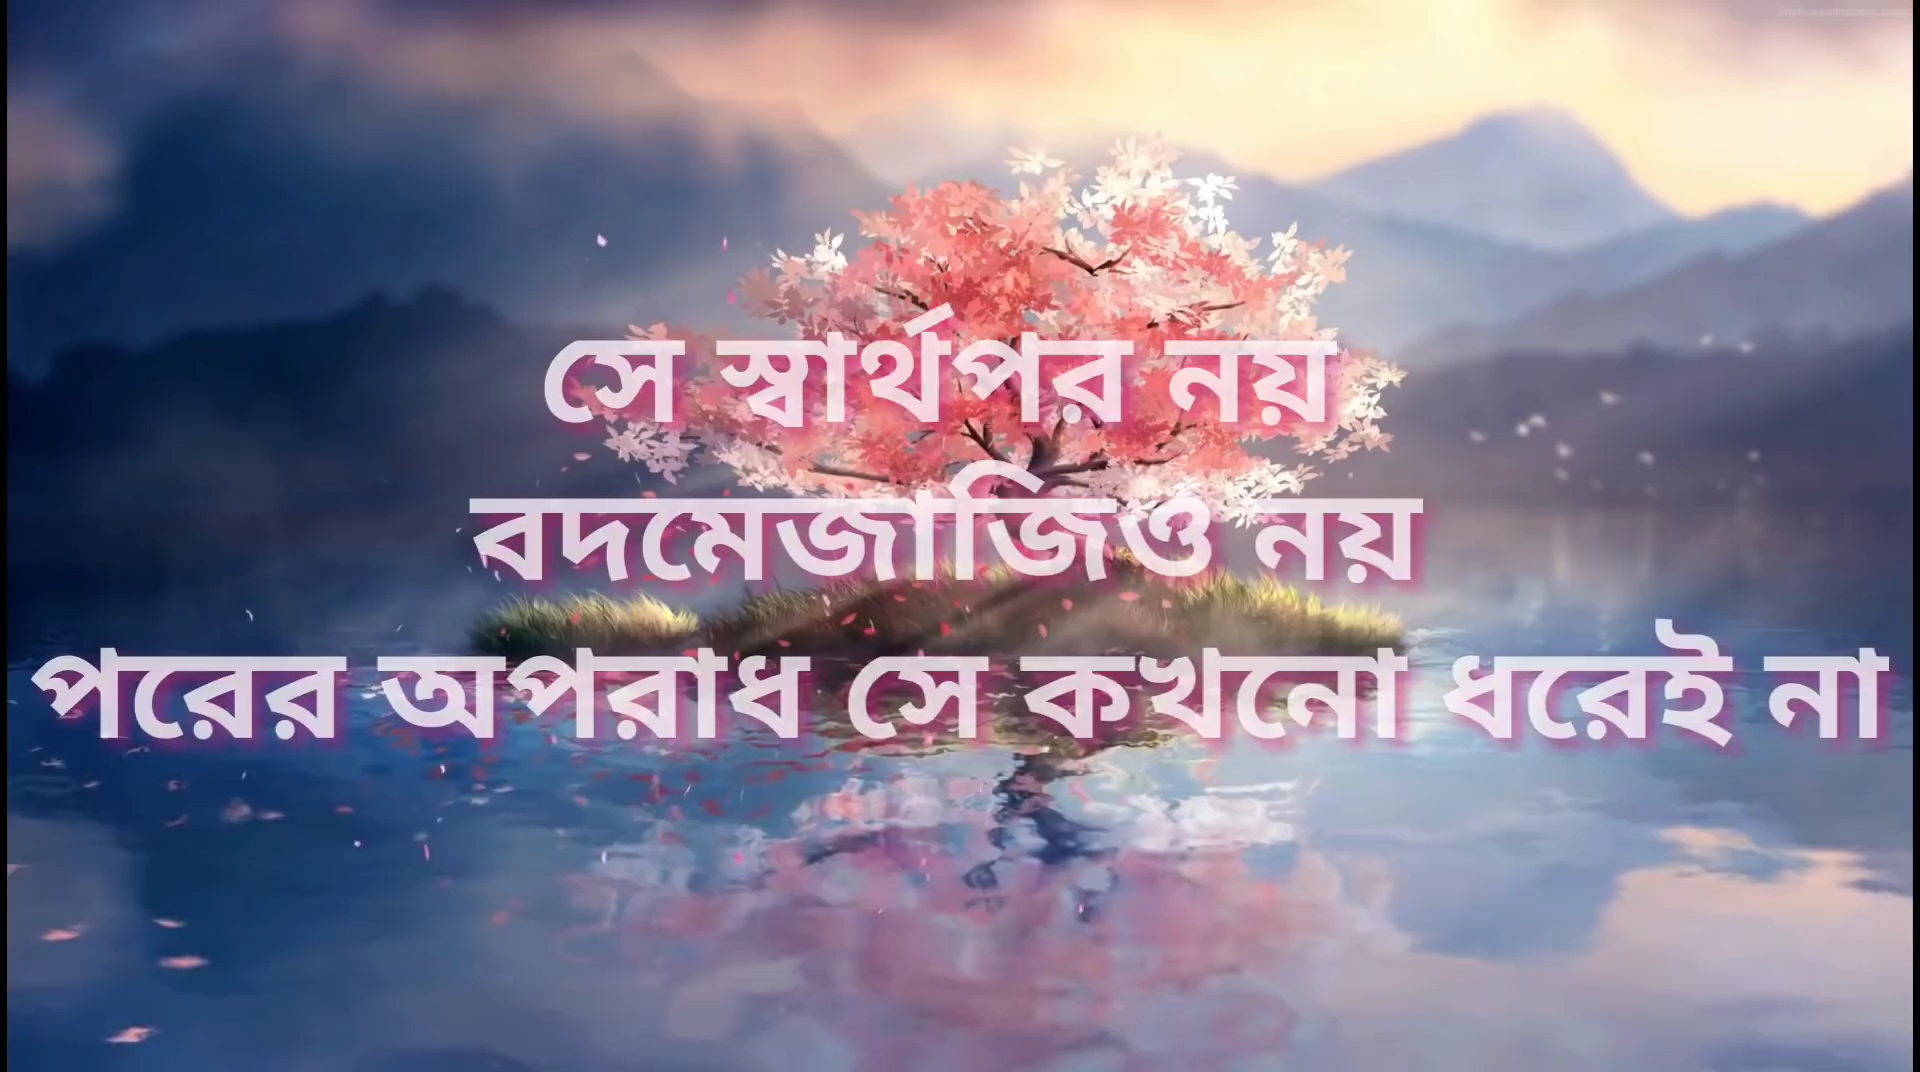 সে স্বার্থপর নয়
বদমেজাজিও নয়
পরের অপরাধ সে কখনো ধরেই না